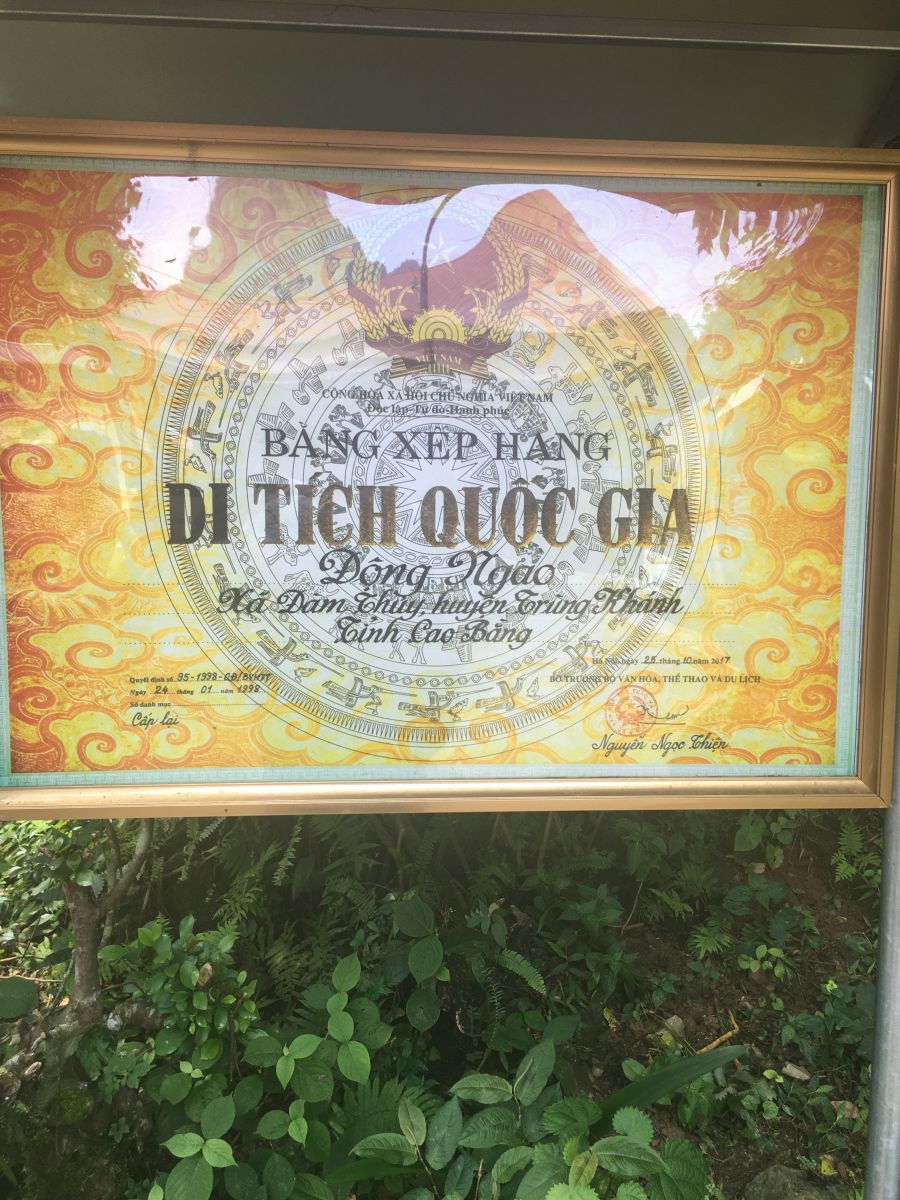 VIỆT NAM
CỘNG HÒA XÃ HỘI CHỦ NGHĨA VIỆT NAM
Độc lập-Tự do-Hạnh phúc
BẰNG XẾP HẠNG
DI TÍCH QUỐC GIA
Động Ngao
Xã Đàm Thủy, huyện Trùng Khánh
Tỉnh Cao Bằng
Hà Nội, ngày 25 tháng 10 năm 2017
Quyết định số 95-1998-QĐ/BVHTT
BỘ TRƯỞNG BỘ VĂN HÓA, THỂ THAO VÀ DU LỊCH
Ngày 24 tháng 01 năm 1998
Số danh mục
Cấp lại
Nguyễn Ngọc Thiện